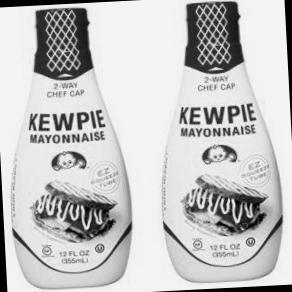 2-WAY
CHEF CAP
KEWPIE
MAYONNAISE
EZ
SQUEEZE
TUBE
12 FL OZ
(355mL)
2-WAY
CHEF CAP
KEWPIE
MAYONNAISE
EZ
SQUEEZE
TUBE
12 FL OZ
(355mL)